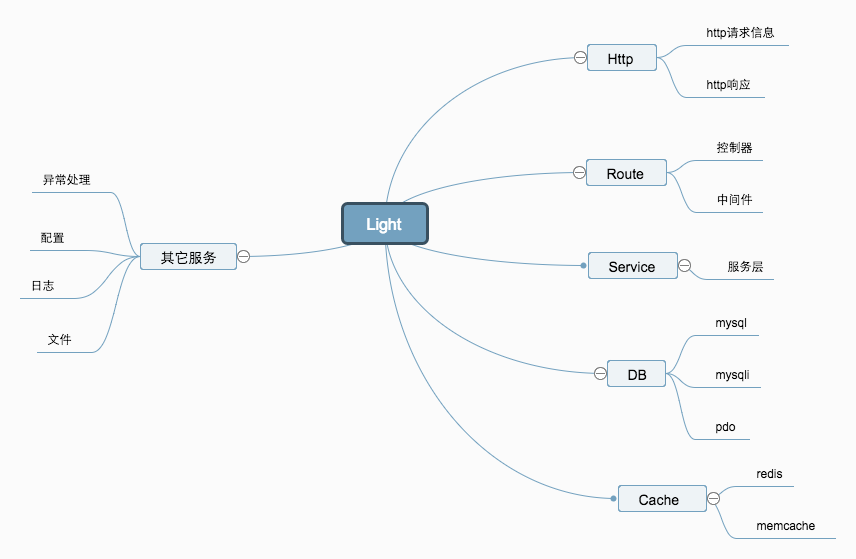 Light
Http
http请求信息
http响应
Route
控制器
中间件
Service
服务层
DB
mysql
mysqli
pdo
Cache
redis
memcache
其它服务
异常处理
配置
日志
文件